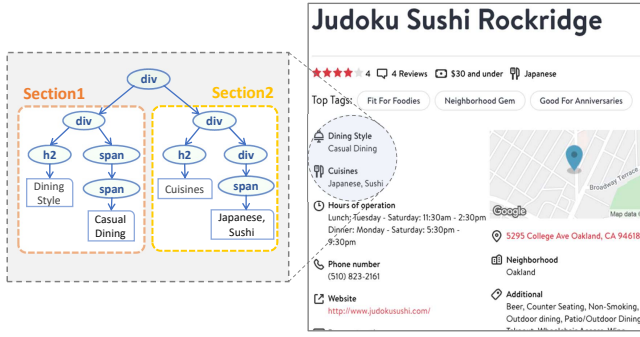 Section1
Section2
div
div
div
h2
span
h2
div
span
span
Dining
Style
Cuisines
Casual
Dining
Japanese,
Sushi
Judoku Sushi Rockridge
4 4 Reviews $30 and under Japanese
Top Tags: Fit For Foodies Neighborhood Gem Good For Anniversaries
Dining Style
Casual Dining
Cuisines
Japanese, Sushi
Hours of operation
Lunch: Tuesday - Saturday: 11:30am - 2:30pm
Dinner: Monday - Saturday: 5:30pm -
9:30pm
Phone number
(510) 823-2161
Website
http://www.judokusushi.com/
Broadway Terrace
Google
Map data
5295 College Ave Oakland, CA 94618
Neighborhood
Oakland
Additional
Beer, Counter Seating, Non-Smoking,
Outdoor dining, Patio/Outdoor Dining